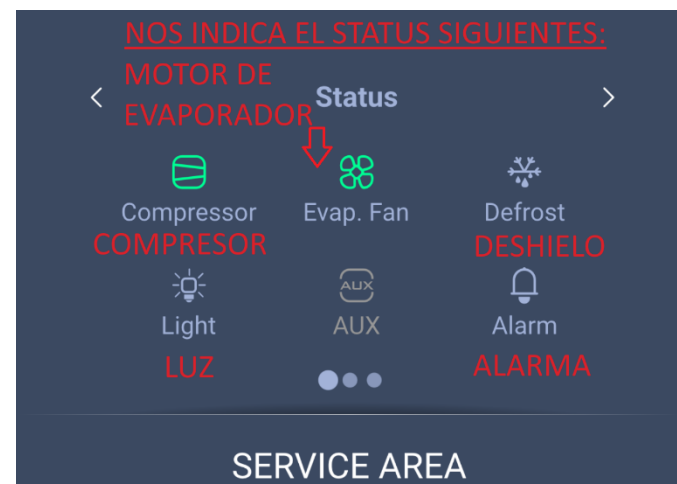 NOS INDICA EL STATUS SIGUIENTES:
MOTOR DE
EVAPORADOR
Status
Compressor Evap. Fan Defrost
COMPRESOR DESHIELO
AUX
Light AUX Alarm
LUZ ALARMA
SERVICE AREA